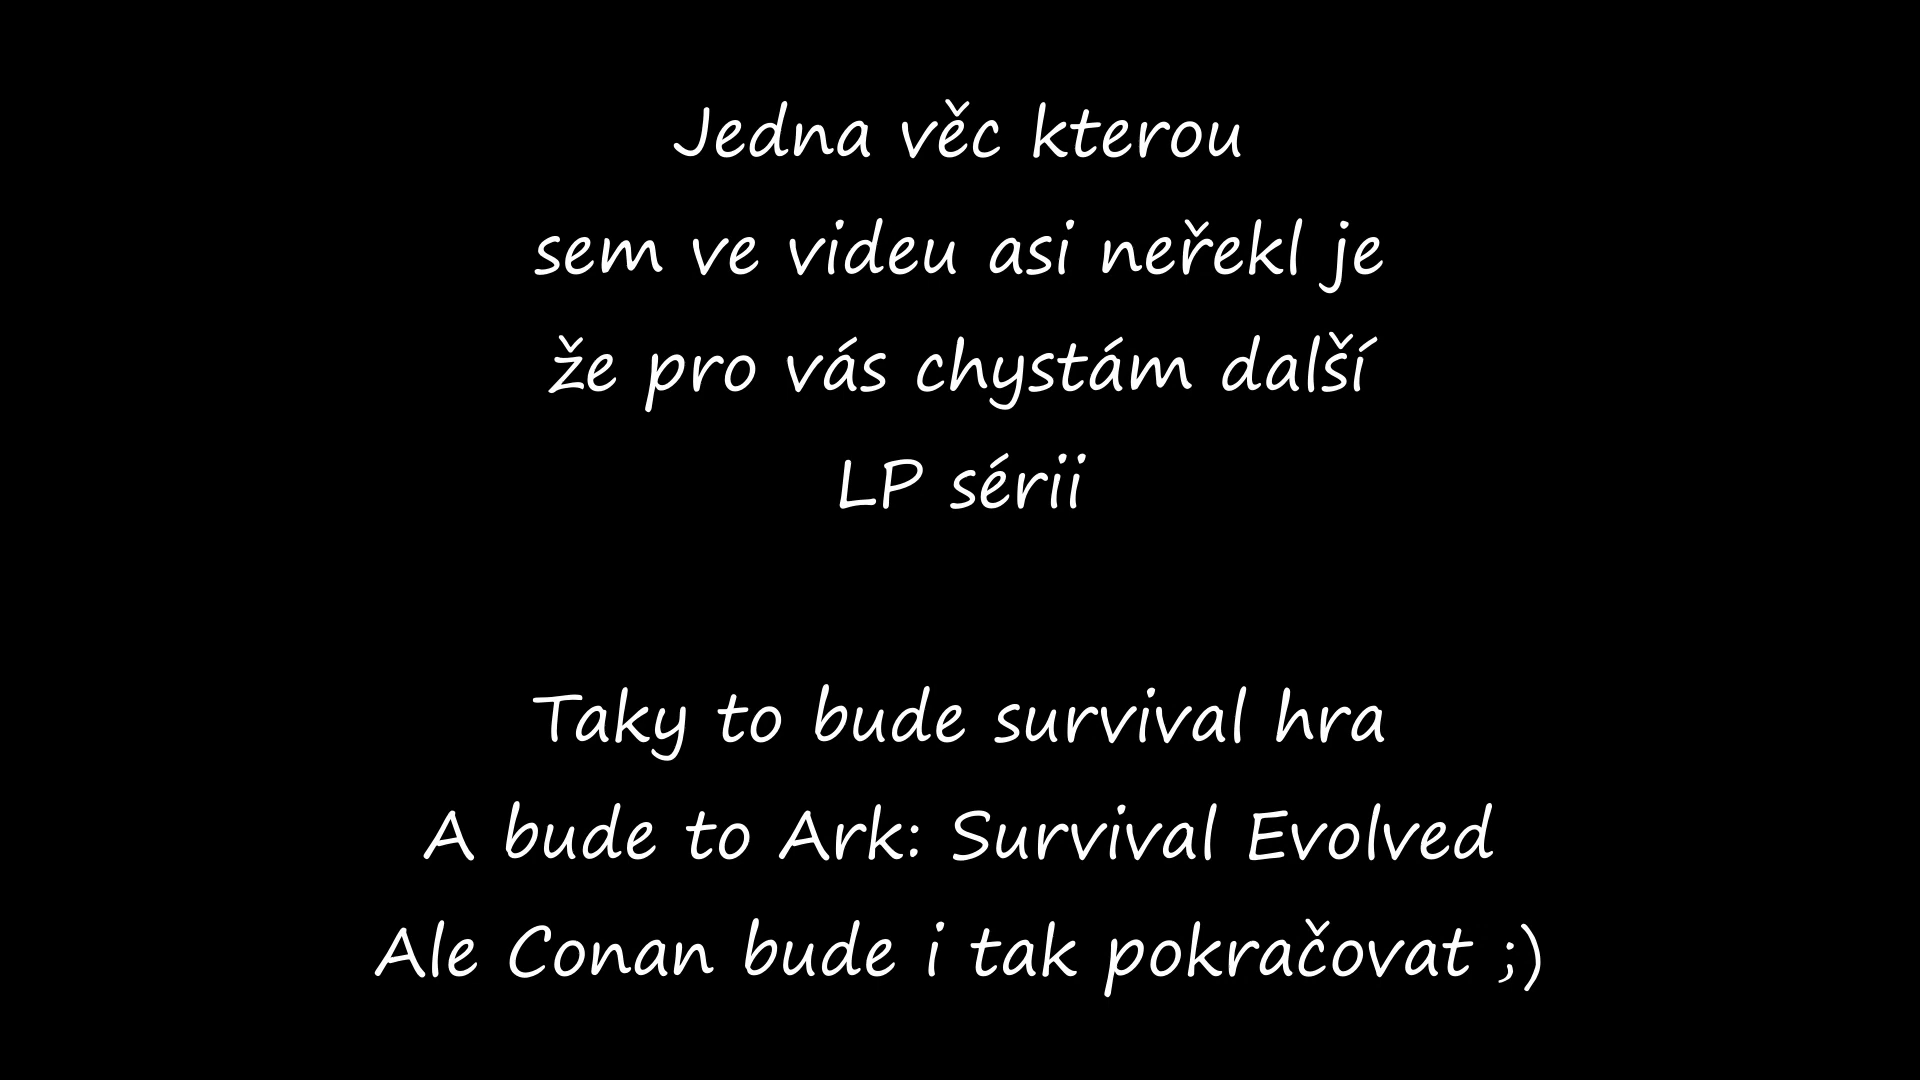 Jedna věc kterou
sem ve videu asi neřekl je
že pro vás chystám další
LP sérii
Taky to bude survival hra
A bude to Ark: Survival Evolved
Ale Conan bude i tak pokračovat ;)